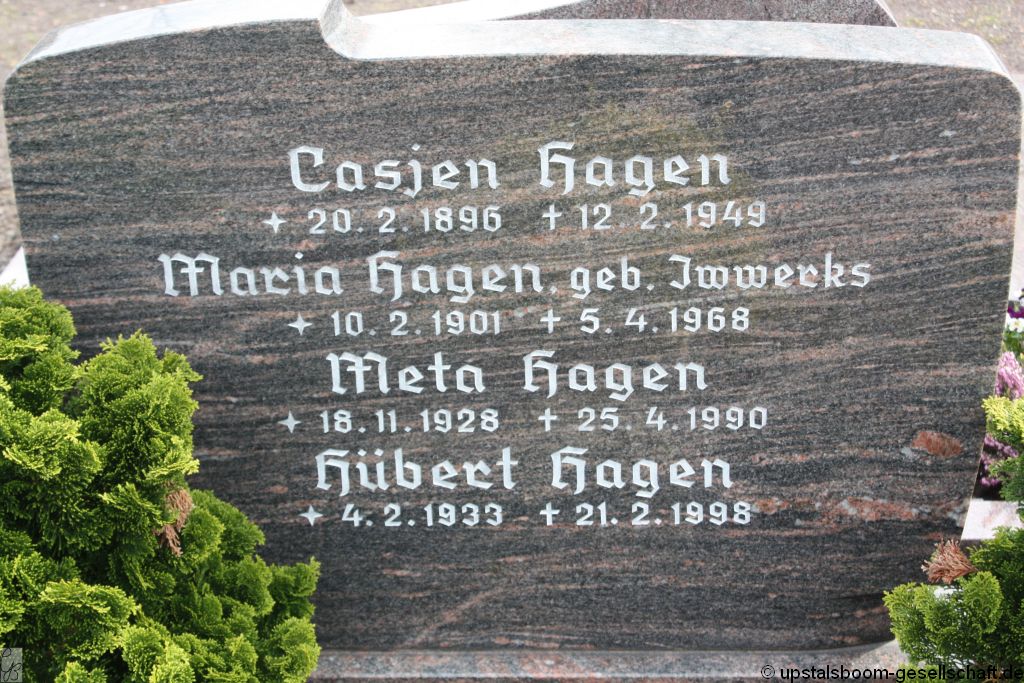 Casjen Hagen
✦ 20. 2. 1896 ✝ 12. 2. 1949
Maria Hagen, geb. Iwwerks
✦ 10. 2. 1901 ✝ 5. 4. 1968
Meta Hagen
✦ 18. 11. 1928 ✝ 25. 4. 1990
Hübert Hagen
✦ 4. 2. 1933 ✝ 21. 2. 1998
© upstalsboom-gesellschaft.de